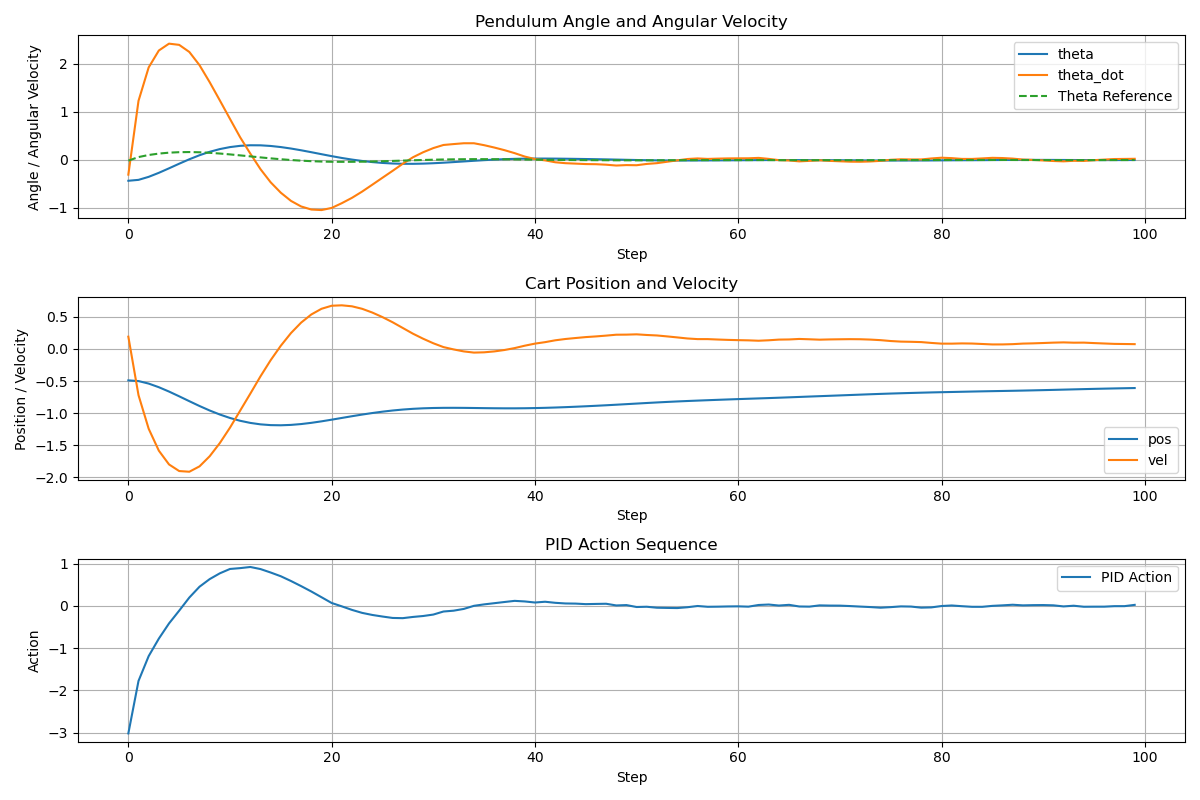 Pendulum Angle and Angular Velocity
Angle / Angular Velocity
2
1
0
−1
theta
theta_dot
Theta Reference
0 20 40 60 80 100
Step
Cart Position and Velocity
Position / Velocity
0.5
0.0
−0.5
−1.0
−1.5
−2.0
pos
vel
0 20 40 60 80 100
Step
PID Action Sequence
Action
1
0
−1
−2
−3
PID Action
0 20 40 60 80 100
Step